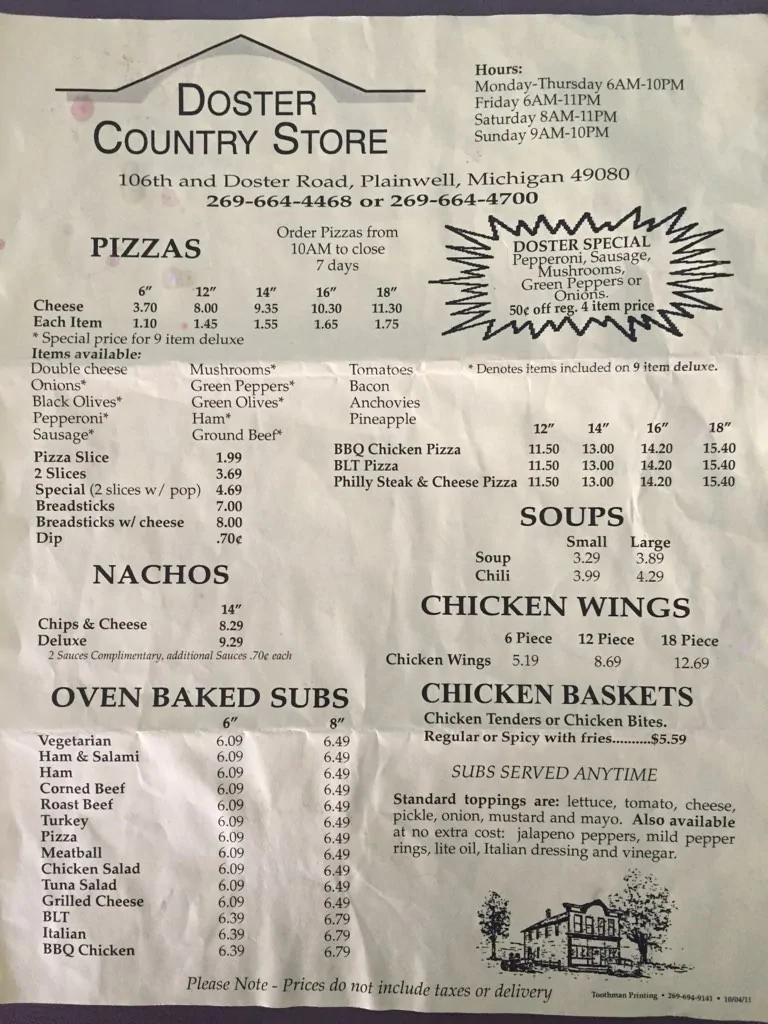 DOSTER
COUNTRY STORE
Hours:
Monday-Thursday 6AM-10PM
Friday 6AM-11PM
Saturday 8AM-11PM
Sunday 9AM-10PM
106th and Doster Road, Plainwell, Michigan 49080
269-664-4468 or 269-664-4700
PIZZAS
Order Pizzas from
10AM to close
7 days
DOSTER SPECIAL
Pepperoni, Sausage,
Mushrooms,
Green Peppers or
Onions.
50¢ off reg. 4 item price
6" 12" 14" 16" 18"
Cheese 3.70 8.00 9.35 10.30 11.30
Each Item 1.10 1.45 1.55 1.65 1.75
* Special price for 9 item deluxe
Items available:
Double cheese Mushrooms* Tomatoes * Denotes items included on 9 item deluxe.
Onions* Green Peppers* Bacon
Black Olives* Green Olives* Anchovies
Pepperoni* Ham* Pineapple
Sausage* Ground Beef*
Pizza Slice 1.99
2 Slices 3.69
Special (2 slices w/ pop) 4.69
Breadsticks 7.00
Breadsticks w/ cheese 8.00
Dip .70¢
12" 14" 16" 18"
BBQ Chicken Pizza 11.50 13.00 14.20 15.40
BLT Pizza 11.50 13.00 14.20 15.40
Philly Steak & Cheese Pizza 11.50 13.00 14.20 15.40
SOUPS
Small Large
Soup 3.29 3.89
Chili 3.99 4.29
NACHOS
14"
Chips & Cheese 8.29
Deluxe 9.29
2 Sauces Complimentary, additional Sauces .70¢ each
CHICKEN WINGS
6 Piece 12 Piece 18 Piece
Chicken Wings 5.19 8.69 12.69
OVEN BAKED SUBS
6" 8"
Vegetarian 6.09 6.49
Ham & Salami 6.09 6.49
Ham 6.09 6.49
Corned Beef 6.09 6.49
Roast Beef 6.09 6.49
Turkey 6.09 6.49
Pizza 6.09 6.49
Meatball 6.09 6.49
Chicken Salad 6.09 6.49
Tuna Salad 6.09 6.49
Grilled Cheese 6.09 6.49
BLT 6.39 6.79
Italian 6.39 6.79
BBQ Chicken 6.39 6.79
CHICKEN BASKETS
Chicken Tenders or Chicken Bites.
Regular or Spicy with fries..........$5.59
SUBS SERVED ANYTIME
Standard toppings are: lettuce, tomato, cheese,
pickle, onion, mustard and mayo. Also available
at no extra cost: jalapeno peppers, mild pepper
rings, lite oil, Italian dressing and vinegar.
Please Note - Prices do not include taxes or delivery
Toothman Printing • 269-694-9141 • 10/04/11